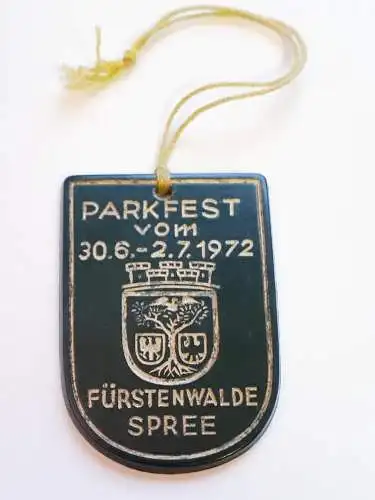 PARKFEST
vom
30.6.-2.7.1972
FÜRSTENWALDE
SPREE